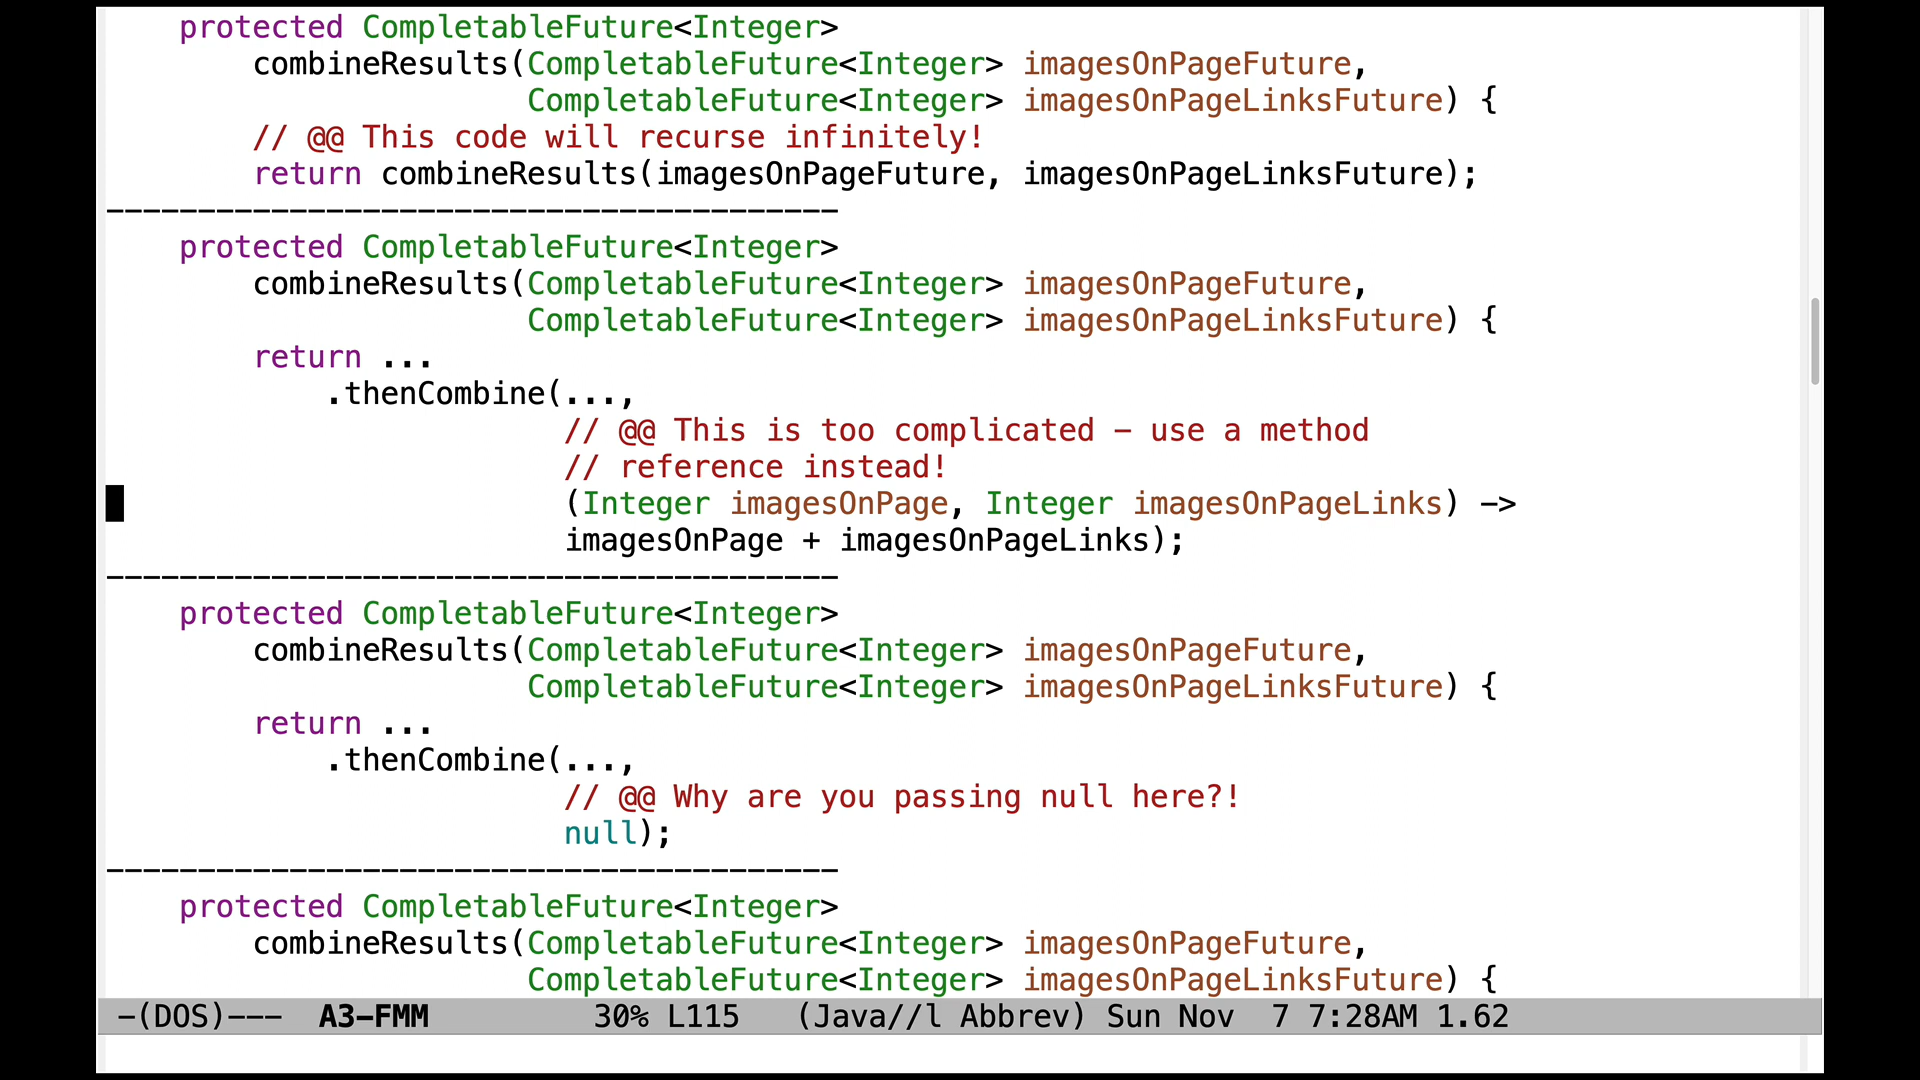 protected CompletableFuture<Integer>
combineResults(CompletableFuture<Integer> imagesOnPageFuture,
CompletableFuture<Integer> imagesOnPageLinksFuture) {
// @@ This code will recurse infinitely!
return combineResults(imagesOnPageFuture, imagesOnPageLinksFuture);
----------------------------------------
protected CompletableFuture<Integer>
combineResults(CompletableFuture<Integer> imagesOnPageFuture,
CompletableFuture<Integer> imagesOnPageLinksFuture) {
return ...
.thenCombine(...,
// @@ This is too complicated - use a method
// reference instead!
(Integer imagesOnPage, Integer imagesOnPageLinks) ->
imagesOnPage + imagesOnPageLinks);
----------------------------------------
protected CompletableFuture<Integer>
combineResults(CompletableFuture<Integer> imagesOnPageFuture,
CompletableFuture<Integer> imagesOnPageLinksFuture) {
return ...
.thenCombine(...,
// @@ Why are you passing null here?!
null);
----------------------------------------
protected CompletableFuture<Integer>
combineResults(CompletableFuture<Integer> imagesOnPageFuture,
CompletableFuture<Integer> imagesOnPageLinksFuture) {
-(DOS)--- A3-FMM 30% L115 (Java//l Abbrev) Sun Nov 7 7:28AM 1.62